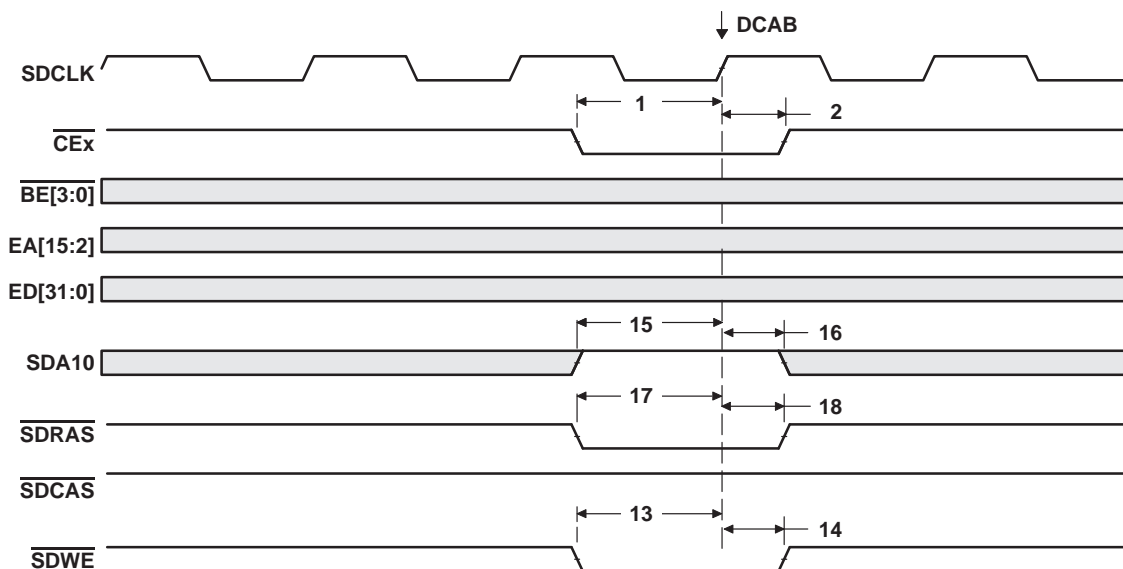 DCAB
SDCLK
1
2
CEx
BE[3:0]
EA[15:2]
ED[31:0]
15
16
SDA10
17
18
SDRAS
SDCAS
13
14
SDWE